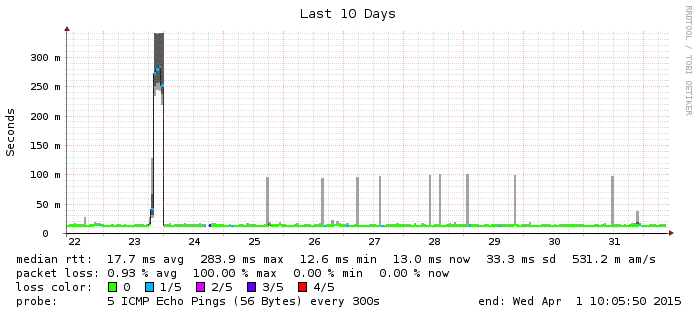 Last 10 Days
RRDTOOL / TOBI OETIKER
Seconds
300 m
250 m
200 m
150 m
100 m
50 m
0
22 23 24 25 26 27 28 29 30 31
median rtt: 17.7 ms avg 283.9 ms max 12.6 ms min 13.0 ms now 33.3 ms sd 531.2 m am/s
packet loss: 0.93 % avg 100.00 % max 0.00 % min 0.00 % now
loss color: 0 1/5 2/5 3/5 4/5
probe: 5 ICMP Echo Pings (56 Bytes) every 300s end: Wed Apr 1 10:05:50 2015